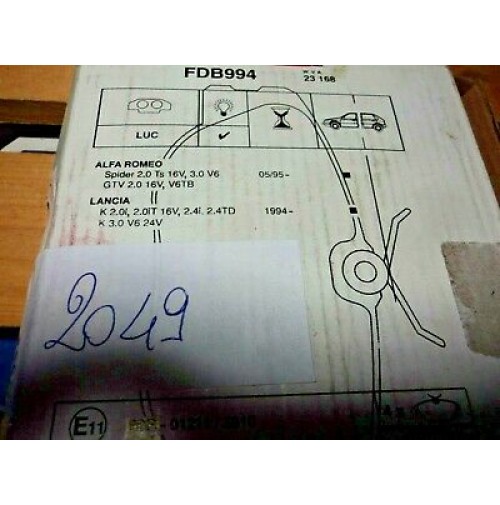 FDB994
W V A
23 168
LUC
ALFA ROMEO
Spider 2.0 Ts 16V, 3.0 V6 05/95-
GTV 2.0 16V, V6TB
LANCIA
K 2.0i, 2.0IT 16V, 2.4i. 2.4TD 1994-
K 3.0 V6 24V
2049
E11